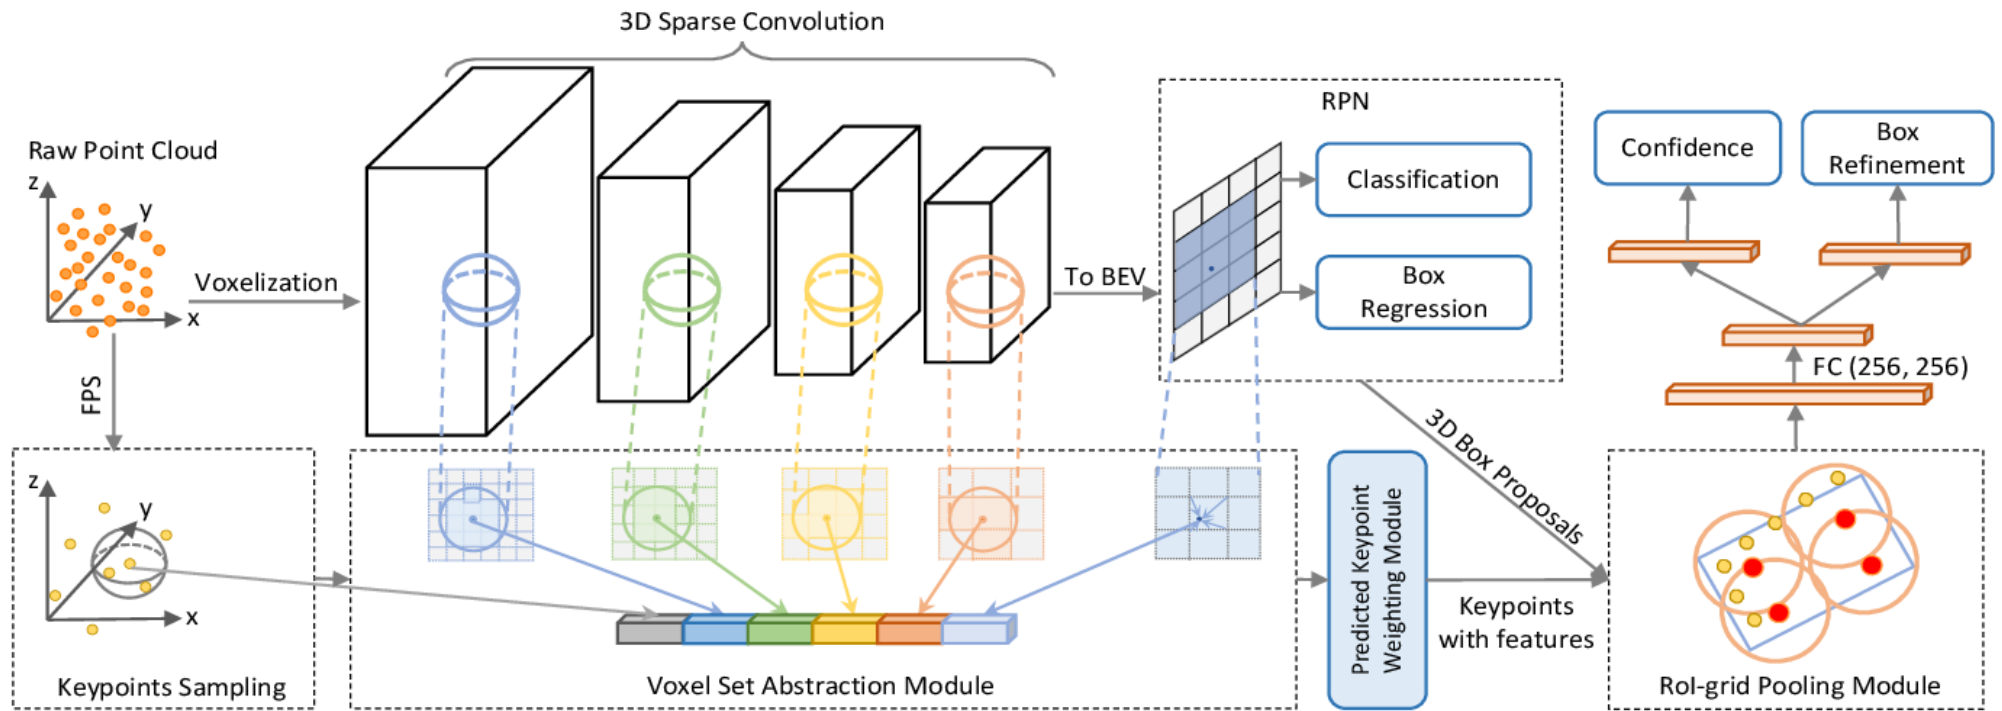 3D Sparse Convolution
RPN
Raw Point Cloud
z
y
x
Voxelization
To BEV
Classification
Box
Regression
Confidence
Box
Refinement
FC (256, 256)
FPS
3D Box Proposals
z
y
x
Keypoints Sampling
Voxel Set Abstraction Module
Predicted Keypoint
Weighting Module
Keypoints
with features
RoI-grid Pooling Module